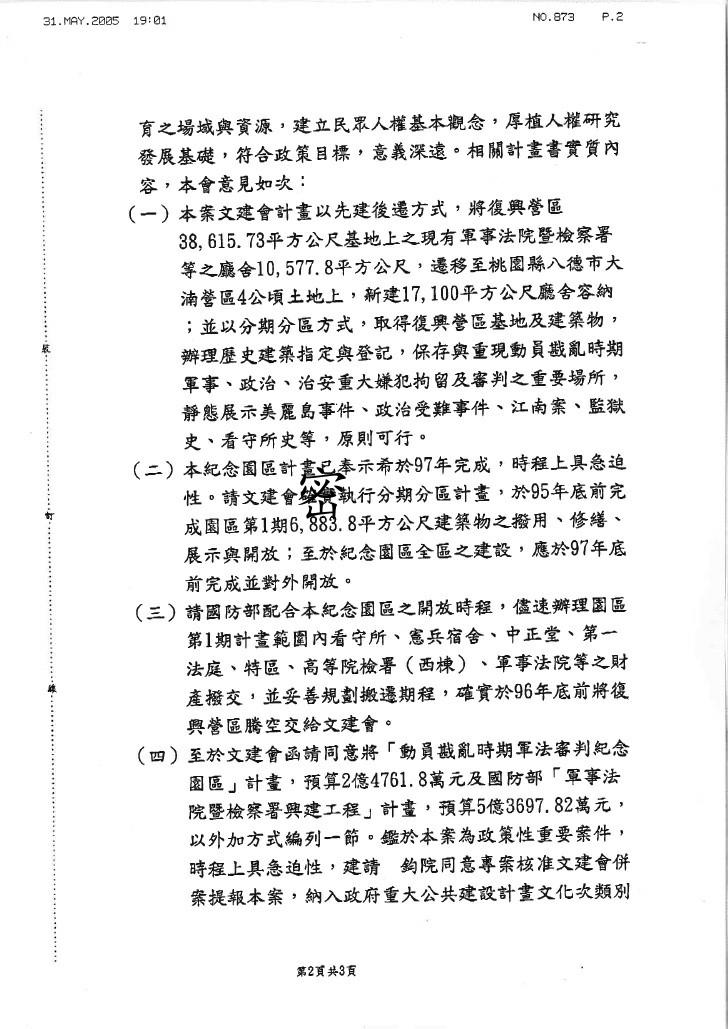 31.MAY.2005 19:01
NO.873 P.2
育之場域與資源，建立民眾人權基本觀念，厚植人權研究
發展基礎，符合政策目標，意義深遠。相關計畫書實質內
容，本會意見如次：
(一)本案文建會計畫以先建後遷方式，將復興營區
38,615.73平方公尺基地上之現有軍事法院暨檢察署
等之廳舍10,577.8平方公尺，遷移至桃園縣八德市大
湳營區4公頃土地上，新建17,100平方公尺廳舍容納
；並以分期分區方式，取得復興營區基地及建築物，
辦理歷史建築指定與登記，保存與重現動員戡亂時期
軍事、政治、治安重大嫌犯拘留及審判之重要場所，
靜態展示美麗島事件、政治受難事件、江南案、監獄
史、看守所史等，原則可行。
(二)本紀念園區計畫已奉示希於97年完成，時程上具急迫
性。請文建會確實執行分期分區計畫，於95年底前完
密
成園區第1期6,883.8平方公尺建築物之撥用、修繕、
展示與開放；至於紀念園區全區之建設，應於97年底
前完成並對外開放。
(三)請國防部配合本紀念園區之開放時程，儘速辦理園區
第1期計畫範圍內看守所、憲兵宿舍、中正堂、第一
法庭、特區、高等院檢署（西棟）、軍事法院等之財
產撥交，並妥善規劃搬遷期程，確實於96年底前將復
興營區騰空交給文建會。
(四)至於文建會函請同意將「動員戡亂時期軍法審判紀念
園區」計畫，預算2億4761.8萬元及國防部「軍事法
院暨檢察署興建工程」計畫，預算5億3697.82萬元，
以外加方式編列一節。鑑於本案為政策性重要案件，
時程上具急迫性，建請　鈞院同意專案核准文建會併
案提報本案，納入政府重大公共建設計畫文化次類別
裝
訂
線
第2頁共3頁